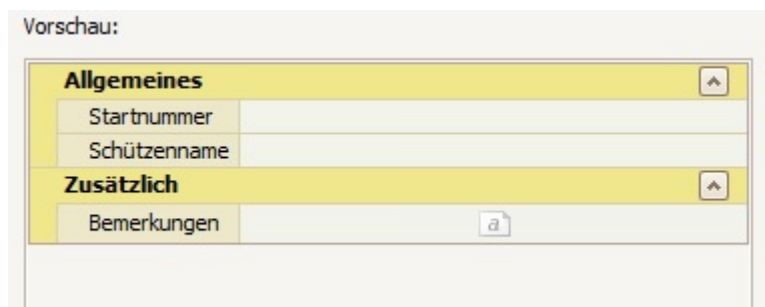 Vorschau:
Allgemeines
Startnummer
Schützenname
Zusätzlich
Bemerkungen
a